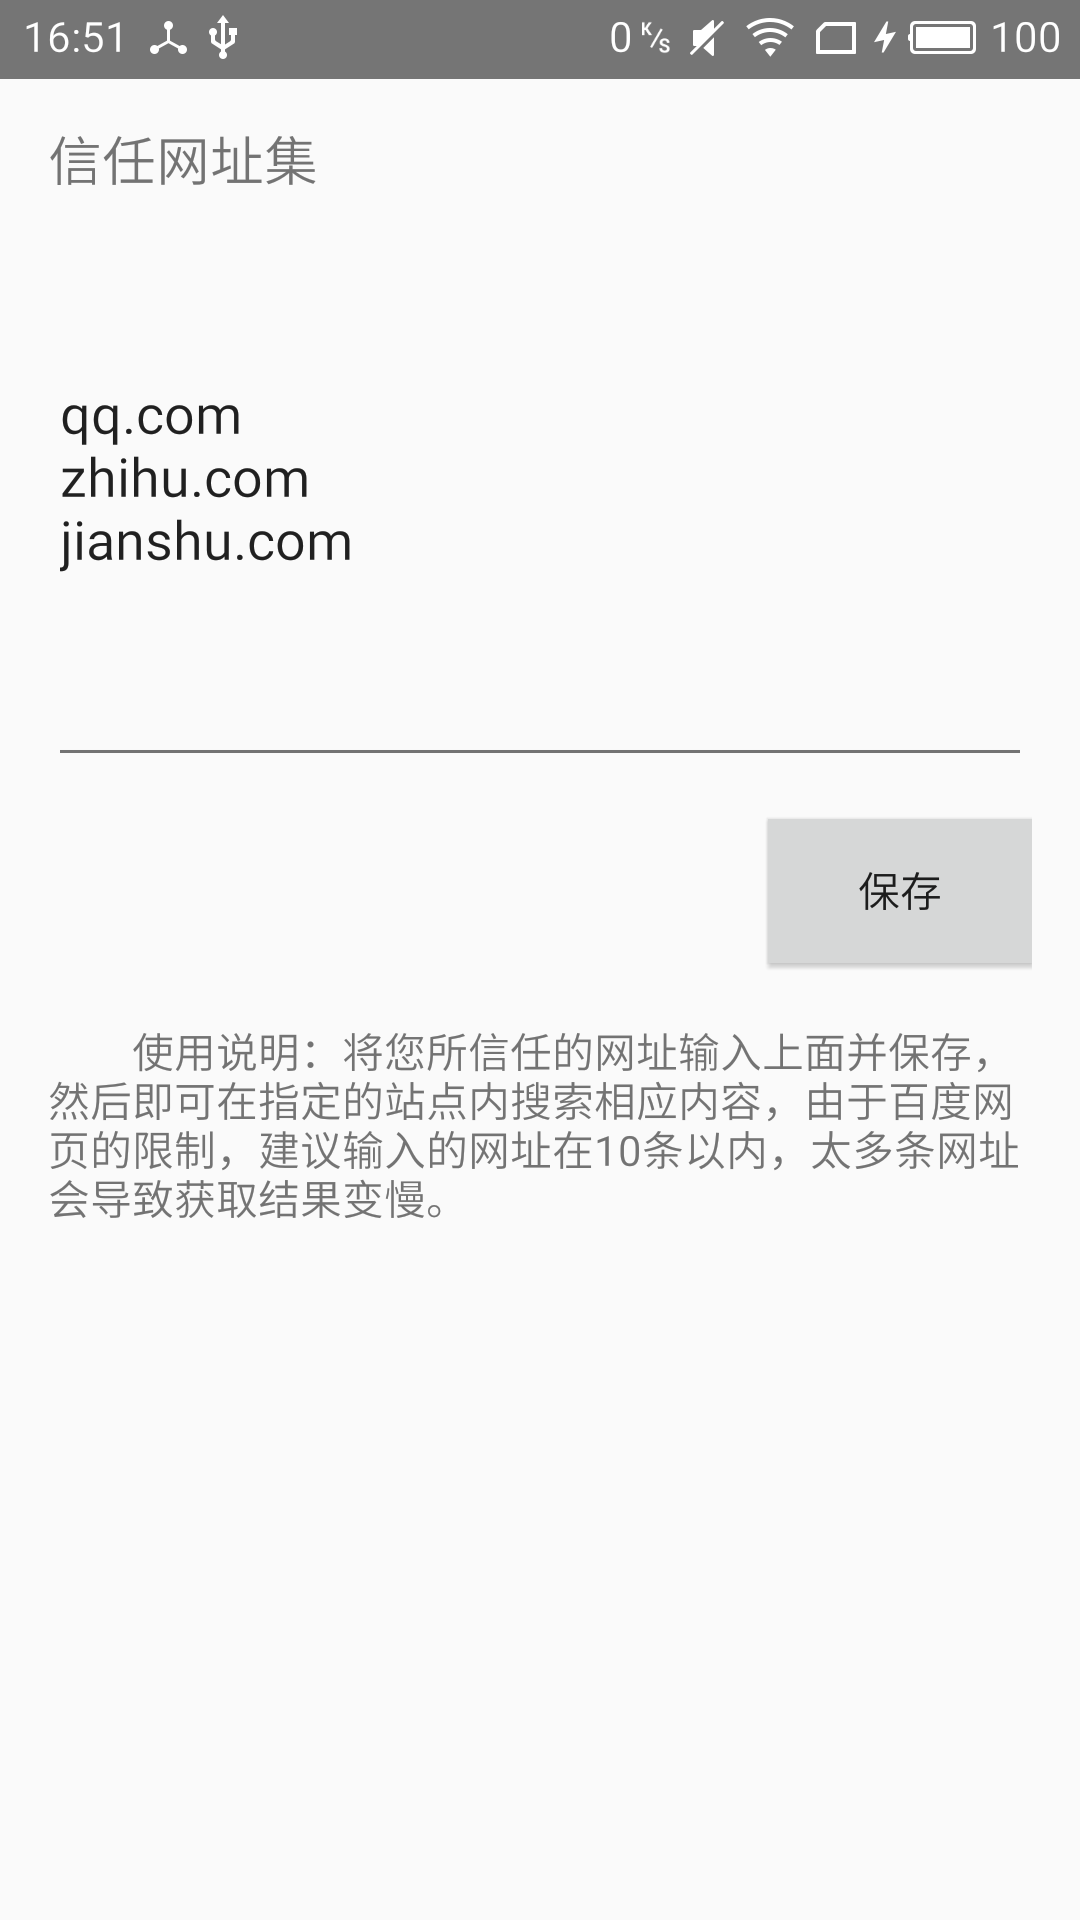 16:51 0 K/s 100
信任网址集
qq.com
zhihu.com
jianshu.com
保存
使用说明：将您所信任的网址输入上面并保存，
然后即可在指定的站点内搜索相应内容，由于百度网
页的限制，建议输入的网址在10条以内，太多条网址
会导致获取结果变慢。